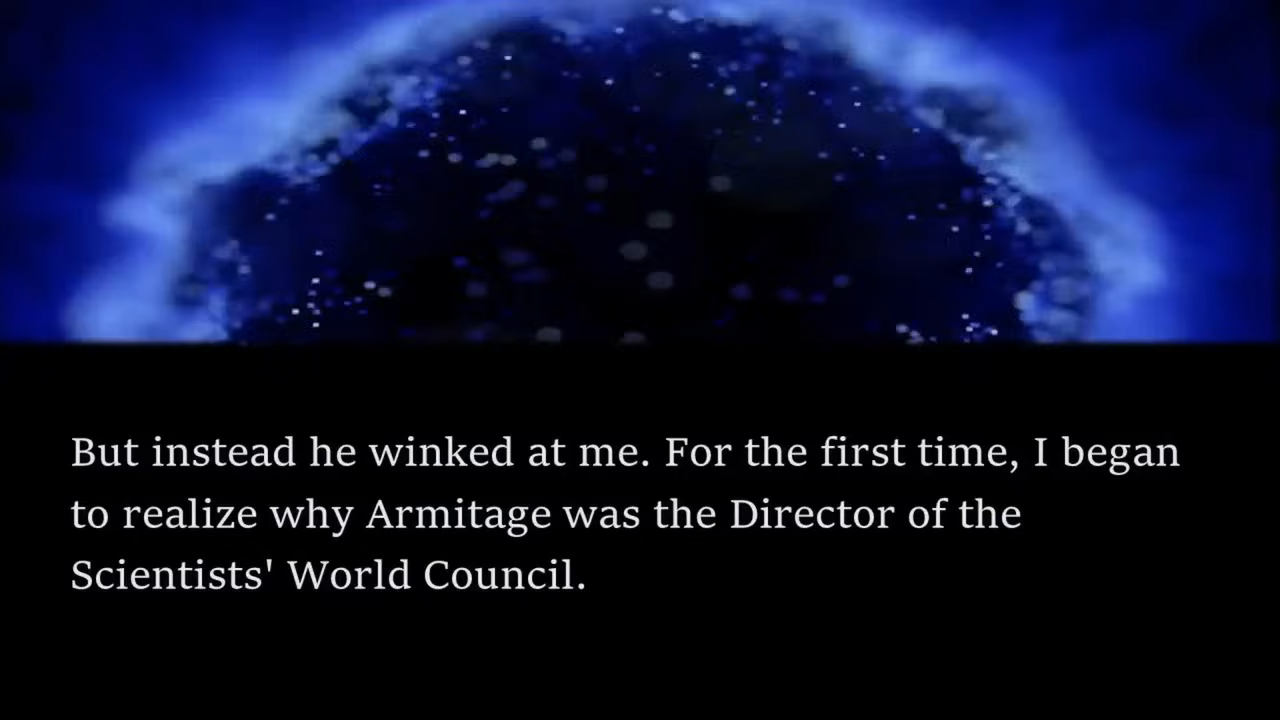 But instead he winked at me. For the first time, I began
to realize why Armitage was the Director of the
Scientists' World Council.